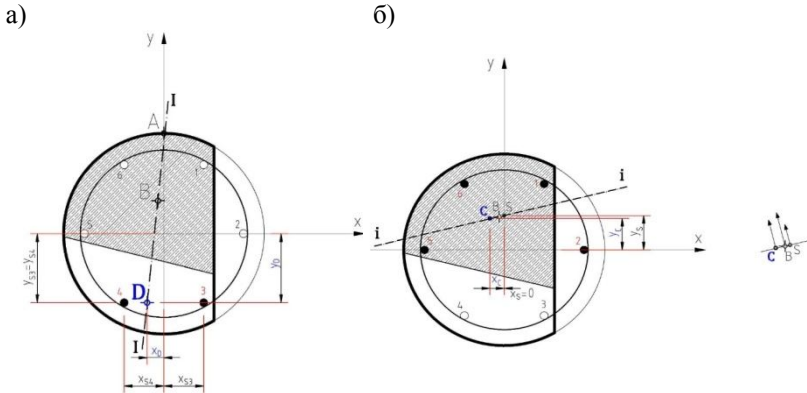 а) б)
y
I
A
6 1
B
5 2
x
y_S3=y_S4
y_D
4 D 3
I
x_D
x_S4 x_S3
y
i
6 1
C B S
i
5 2
y_C y_S
x
x_C x_S=0
4 3
C B S